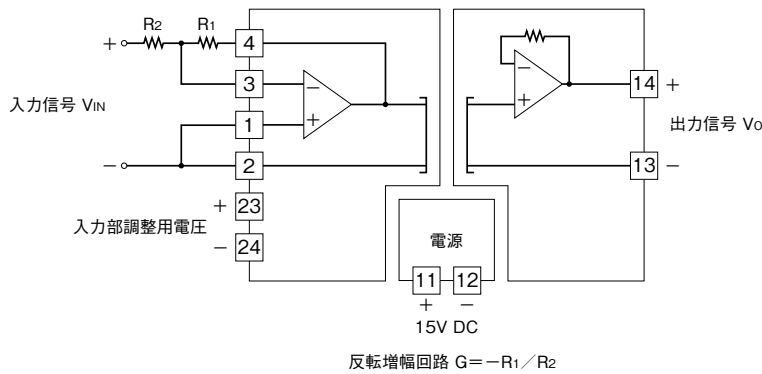 R2 R1
+ 4
3 −
入力信号 VIN
1 +
− 2
+ 23
入力部調整用電圧
− 24
−
+
14 +
出力信号 VO
13 −
電源
11 12
+ −
15V DC
反転増幅回路 G=−R1／R2